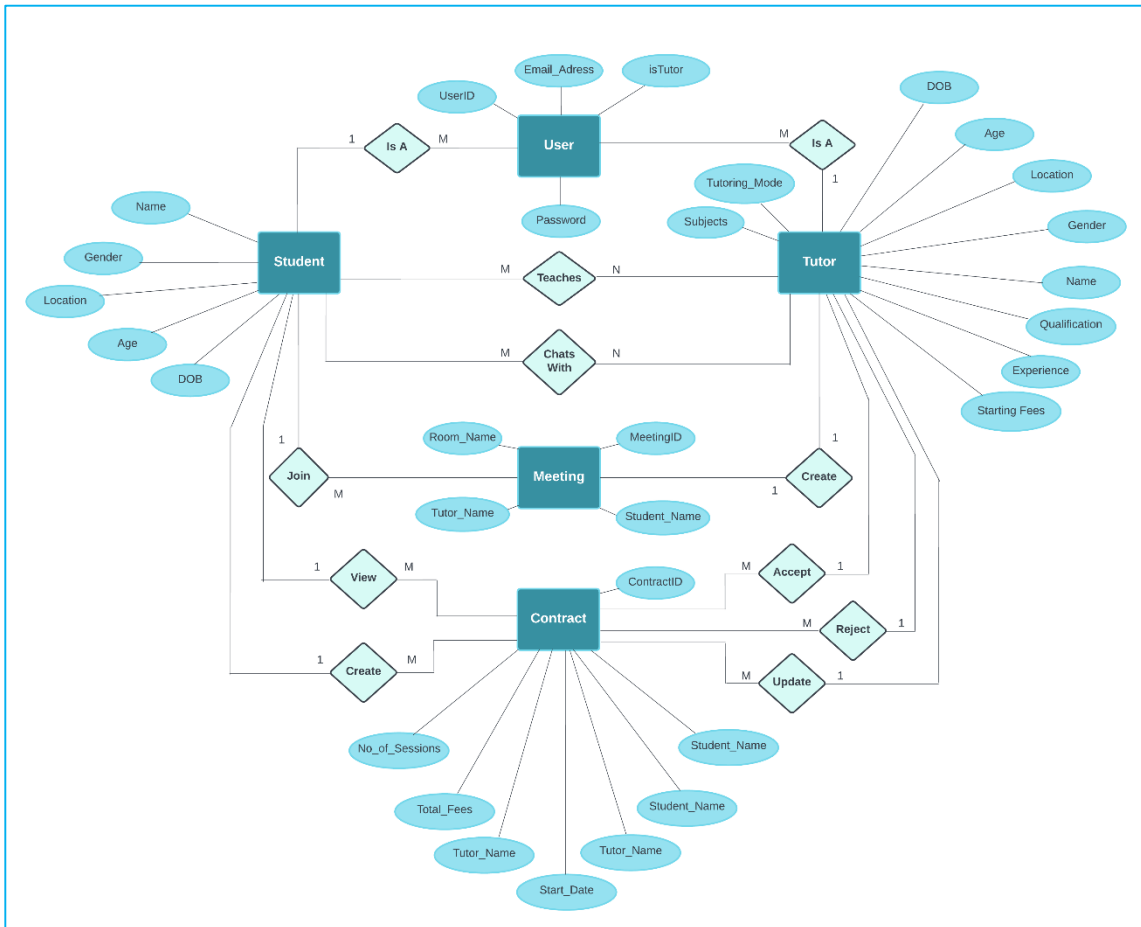 Email_Adress
isTutor
UserID
DOB
Age
1
Is A
M
User
M
Is A
1
Location
Tutoring_Mode
Name
Password
Subjects
Gender
Gender
Student
M
Teaches
N
Tutor
Location
Name
Qualification
Age
M
Chats
With
N
DOB
Experience
Starting Fees
1
Room_Name
MeetingID
1
Join
M
Meeting
1
Create
Tutor_Name
Student_Name
1
View
M
ContractID
M
Accept
1
Contract
M
Reject
1
1
Create
M
M
Update
1
No_of_Sessions
Student_Name
Total_Fees
Student_Name
Tutor_Name
Tutor_Name
Start_Date